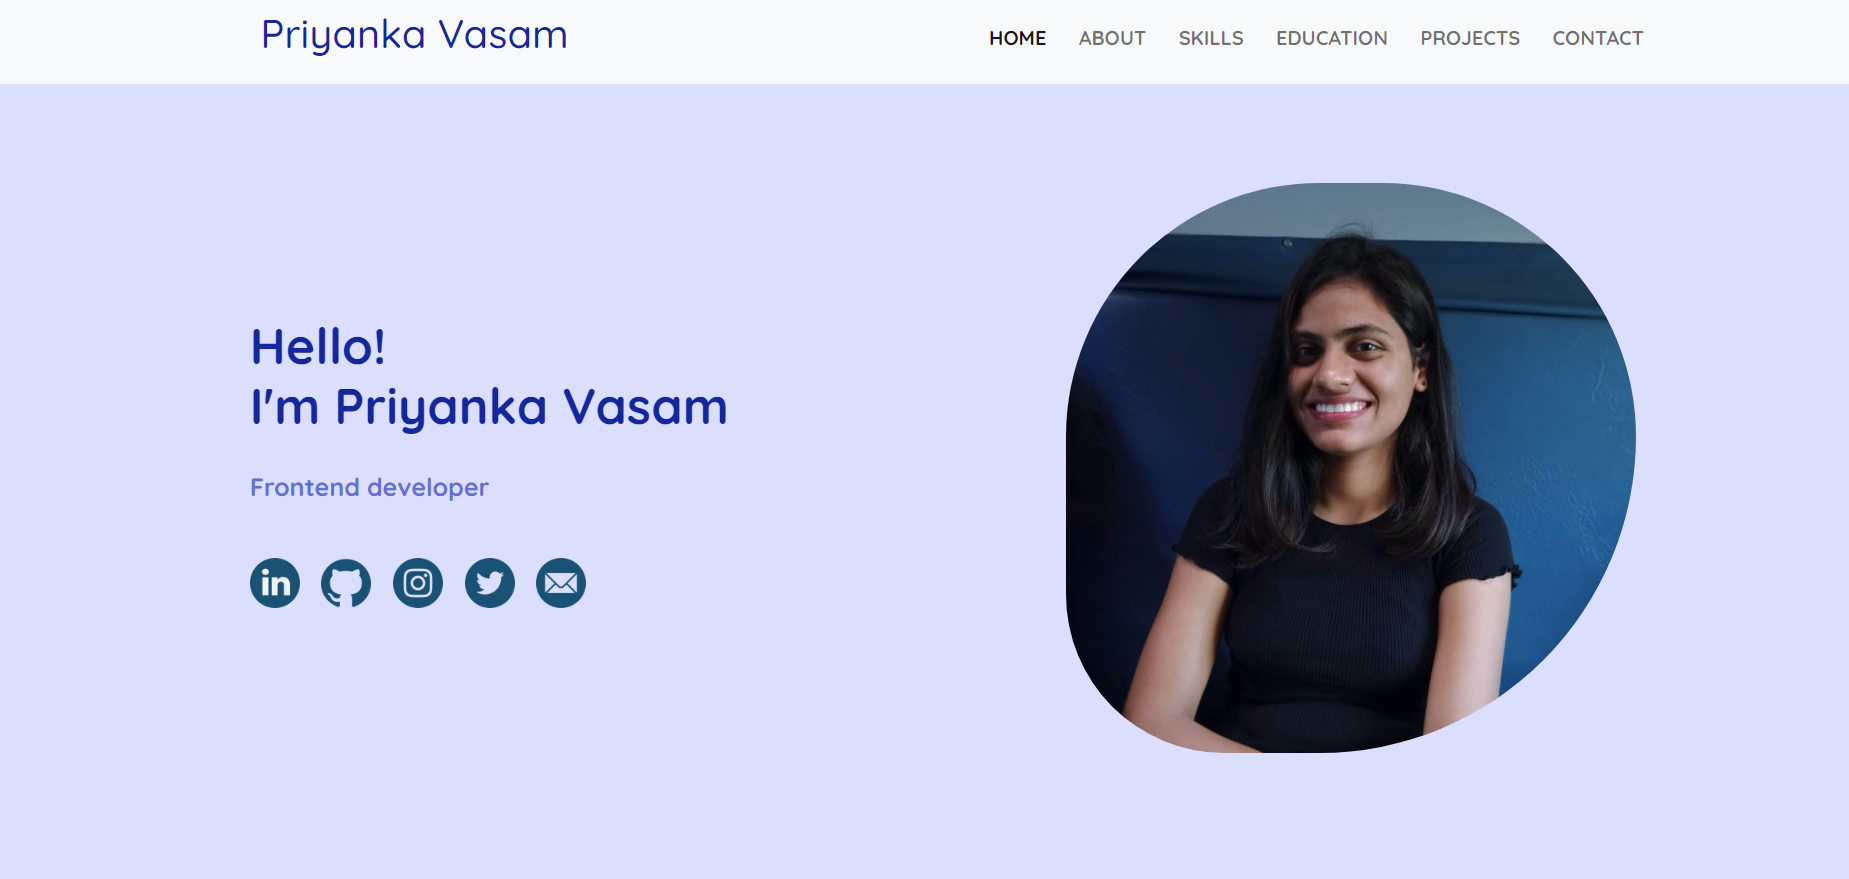 Priyanka Vasam
HOME ABOUT SKILLS EDUCATION PROJECTS CONTACT
Hello!
I'm Priyanka Vasam
Frontend developer
in